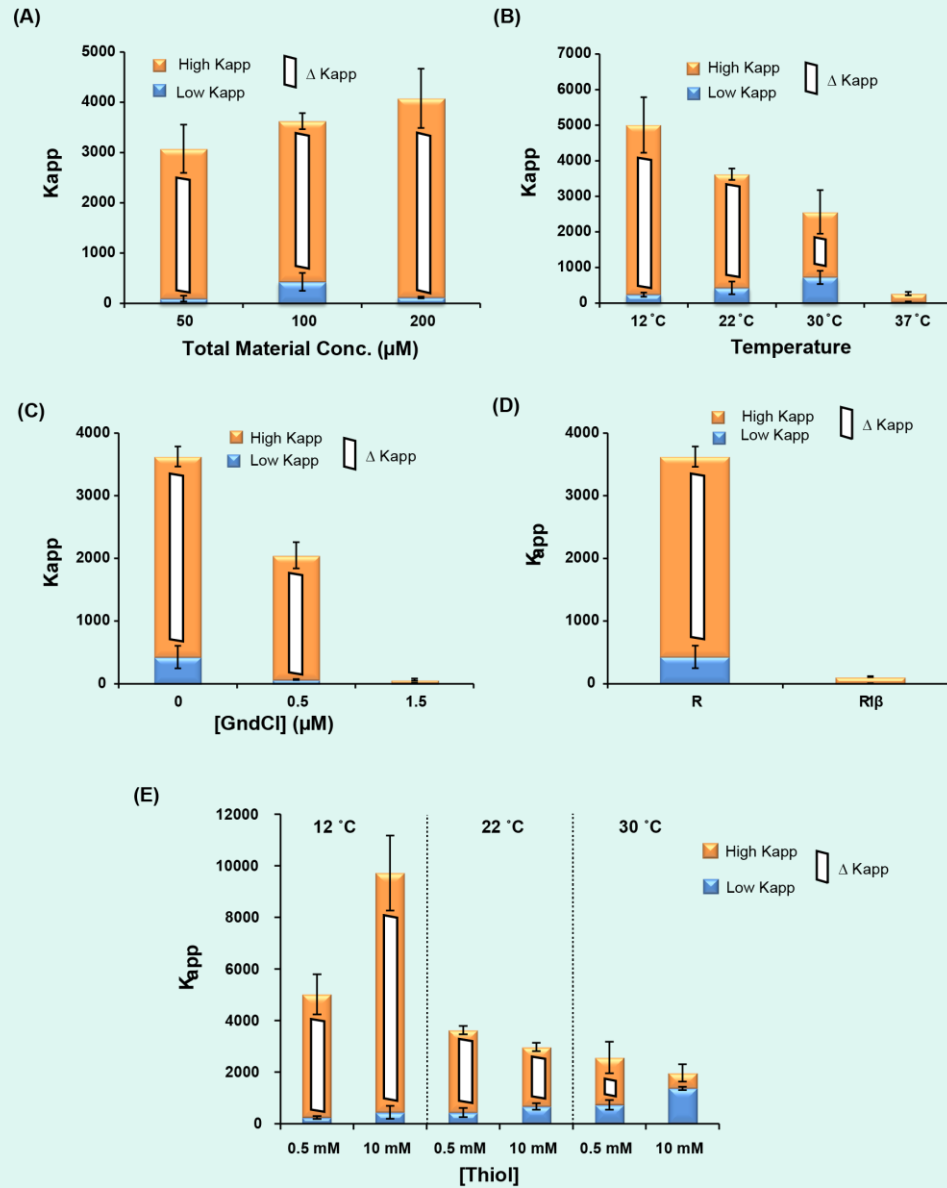 (A)
High Kapp
Low Kapp
Δ Kapp
5000
4000
3000
2000
1000
0
Kapp
50 100 200
Total Material Conc. (µM)
(B)
High Kapp
Low Kapp
Δ Kapp
7000
6000
5000
4000
3000
2000
1000
0
Kapp
12˚C 22˚C 30˚C 37˚C
Temperature
(C)
High Kapp
Low Kapp
Δ Kapp
4000
3000
2000
1000
0
Kapp
0 0.5 1.5
[GndCl] (µM)
(D)
High Kapp
Low Kapp
Δ Kapp
4000
3000
2000
1000
0
Kapp
R R1β
(E)
12 ˚C 22 ˚C 30 ˚C
High Kapp
Low Kapp
Δ Kapp
12000
10000
8000
6000
4000
2000
0
Kapp
0.5 mM 10 mM 0.5 mM 10 mM 0.5 mM 10 mM
[Thiol]